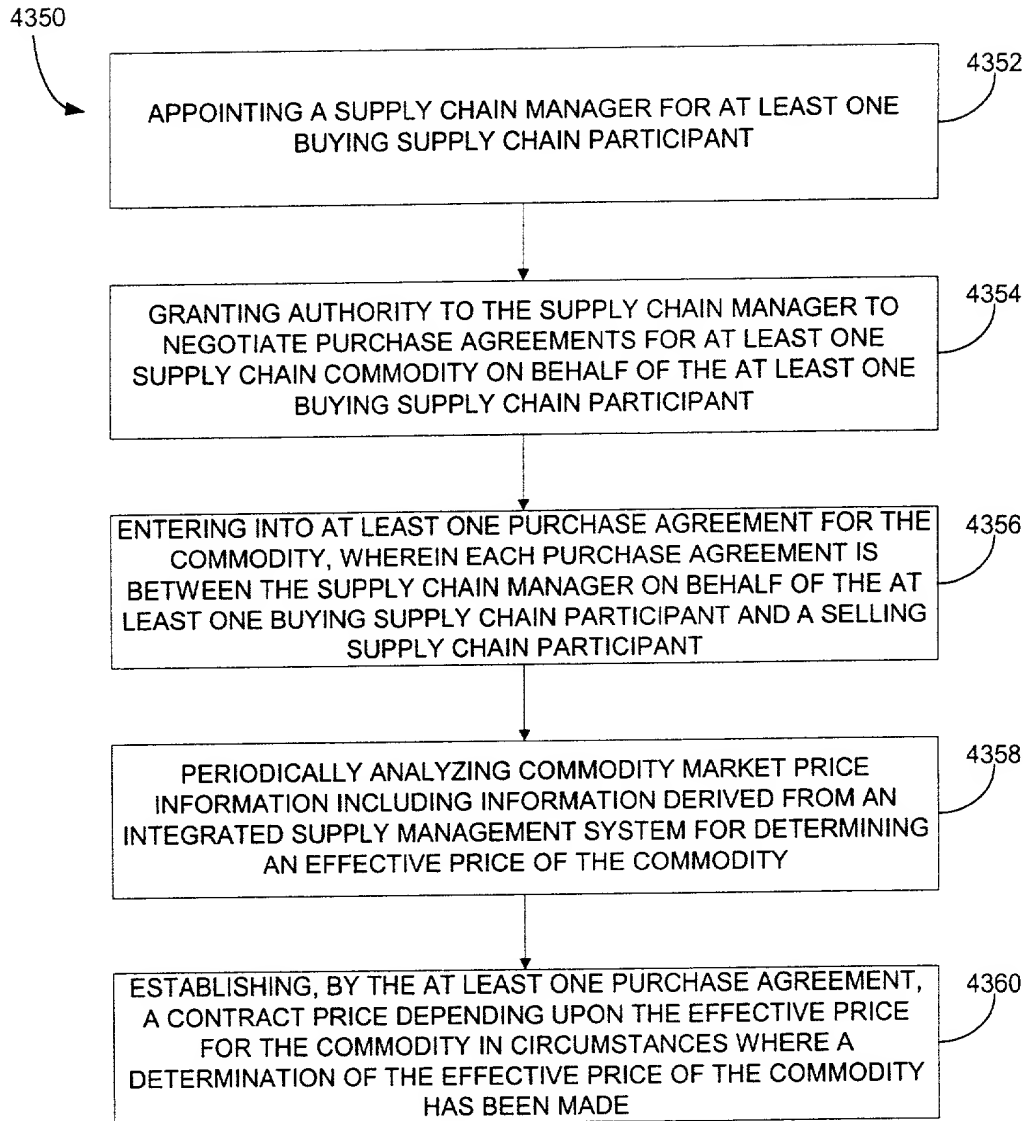 4350
4352
APPOINTING A SUPPLY CHAIN MANAGER FOR AT LEAST ONE
BUYING SUPPLY CHAIN PARTICIPANT
4354
GRANTING AUTHORITY TO THE SUPPLY CHAIN MANAGER TO
NEGOTIATE PURCHASE AGREEMENTS FOR AT LEAST ONE
SUPPLY CHAIN COMMODITY ON BEHALF OF THE AT LEAST ONE
BUYING SUPPLY CHAIN PARTICIPANT
4356
ENTERING INTO AT LEAST ONE PURCHASE AGREEMENT FOR THE
COMMODITY, WHEREIN EACH PURCHASE AGREEMENT IS
BETWEEN THE SUPPLY CHAIN MANAGER ON BEHALF OF THE AT
LEAST ONE BUYING SUPPLY CHAIN PARTICIPANT AND A SELLING
SUPPLY CHAIN PARTICIPANT
4358
PERIODICALLY ANALYZING COMMODITY MARKET PRICE
INFORMATION INCLUDING INFORMATION DERIVED FROM AN
INTEGRATED SUPPLY MANAGEMENT SYSTEM FOR DETERMINING
AN EFFECTIVE PRICE OF THE COMMODITY
4360
ESTABLISHING, BY THE AT LEAST ONE PURCHASE AGREEMENT,
A CONTRACT PRICE DEPENDING UPON THE EFFECTIVE PRICE
FOR THE COMMODITY IN CIRCUMSTANCES WHERE A
DETERMINATION OF THE EFFECTIVE PRICE OF THE COMMODITY
HAS BEEN MADE